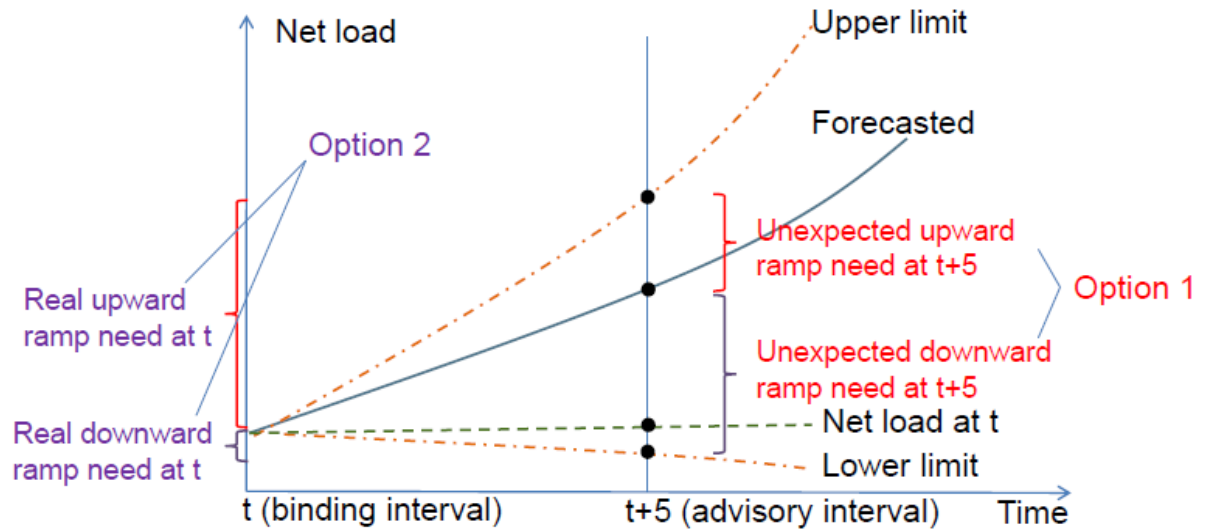 Net load
Upper limit
Forecasted
Option 2
Unexpected upward
ramp need at t+5
Real upward
ramp need at t
Option 1
Unexpected downward
ramp need at t+5
Net load at t
Real downward
ramp need at t
Lower limit
t (binding interval)
t+5 (advisory interval)
Time